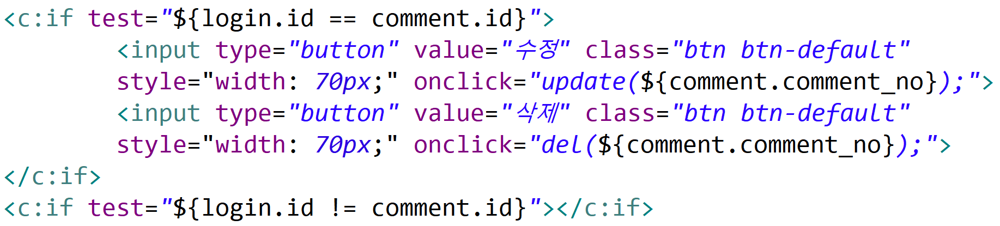 <c:if test="${login.id == comment.id}">
<input type="button" value="수정" class="btn btn-default"
style="width: 70px;" onclick="update(${comment.comment_no});">
<input type="button" value="삭제" class="btn btn-default"
style="width: 70px;" onclick="del(${comment.comment_no});">
</c:if>
<c:if test="${login.id != comment.id}"></c:if>